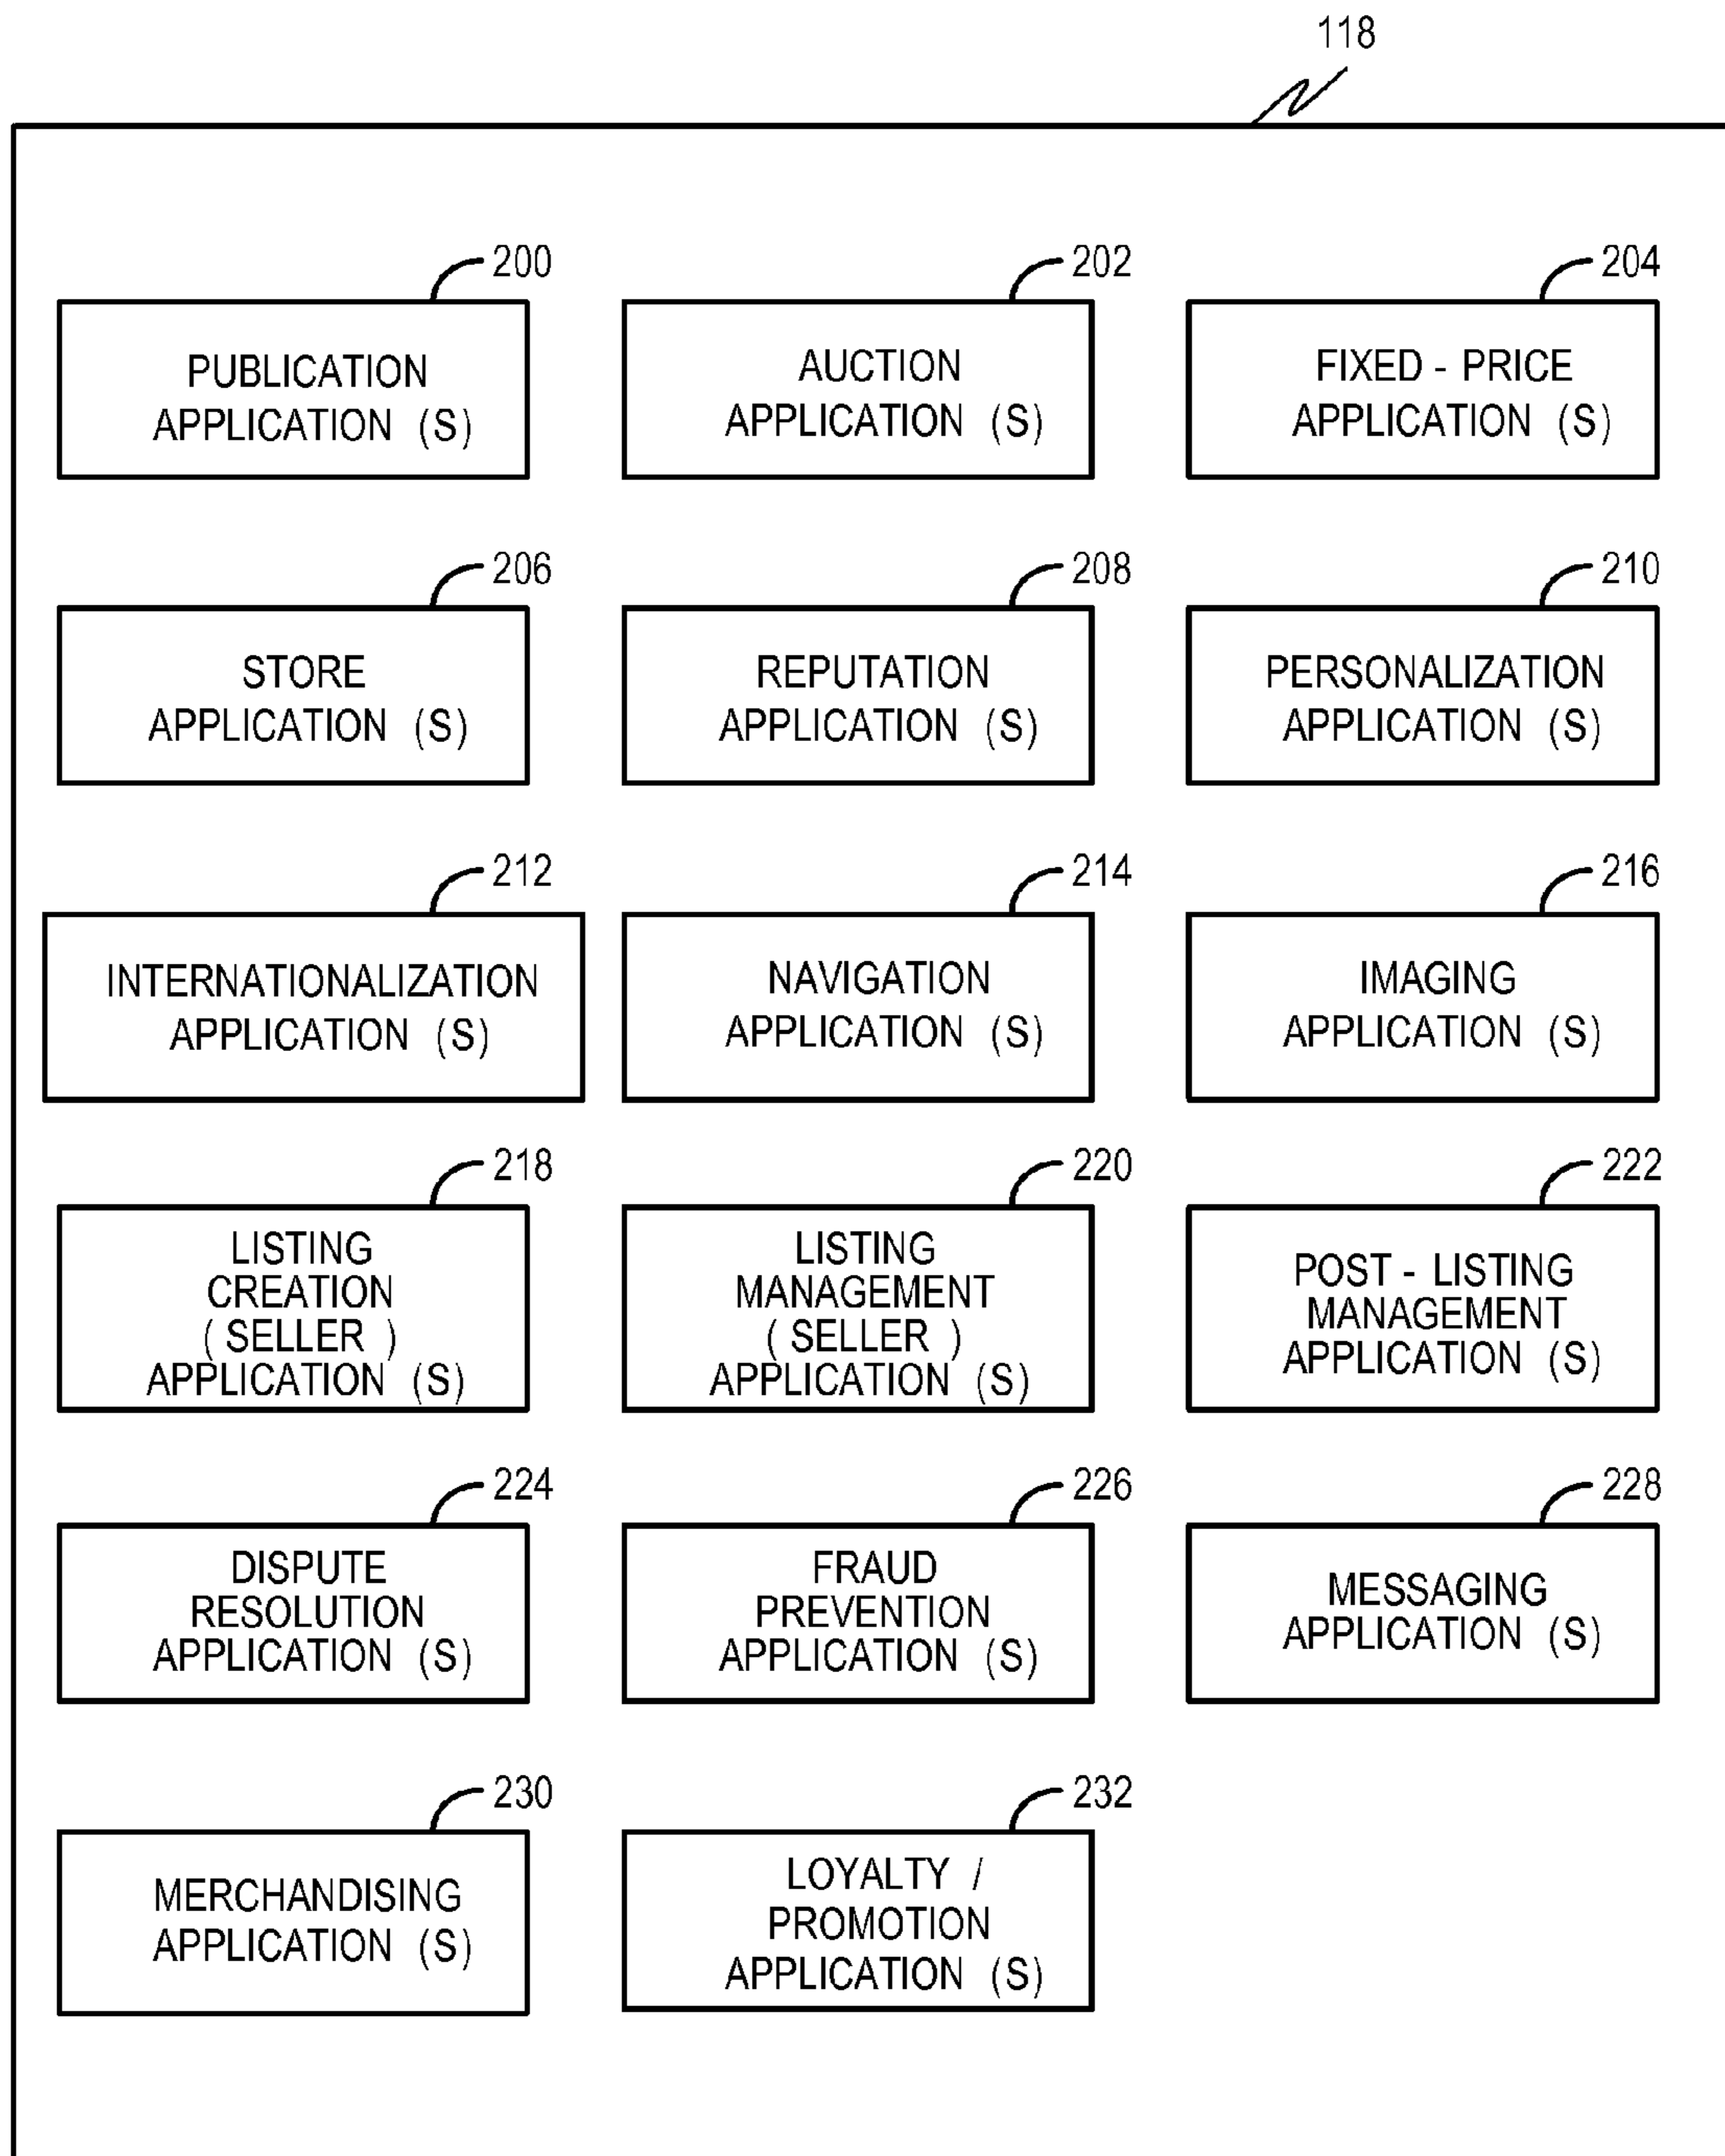 118
200
PUBLICATION
APPLICATION (S)
202
AUCTION
APPLICATION (S)
204
FIXED - PRICE
APPLICATION (S)
206
STORE
APPLICATION (S)
208
REPUTATION
APPLICATION (S)
210
PERSONALIZATION
APPLICATION (S)
212
INTERNATIONALIZATION
APPLICATION (S)
214
NAVIGATION
APPLICATION (S)
216
IMAGING
APPLICATION (S)
218
LISTING
CREATION
( SELLER )
APPLICATION (S)
220
LISTING
MANAGEMENT
( SELLER )
APPLICATION (S)
222
POST - LISTING
MANAGEMENT
APPLICATION (S)
224
DISPUTE
RESOLUTION
APPLICATION (S)
226
FRAUD
PREVENTION
APPLICATION (S)
228
MESSAGING
APPLICATION (S)
230
MERCHANDISING
APPLICATION (S)
232
LOYALTY /
PROMOTION
APPLICATION (S)